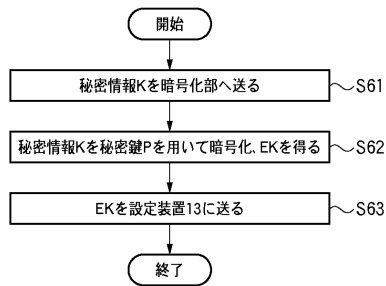 開始
秘密情報Kを暗号化部へ送る
S61
秘密情報Kを秘密鍵Pを用いて暗号化、EKを得る
S62
EKを設定装置13に送る
S63
終了